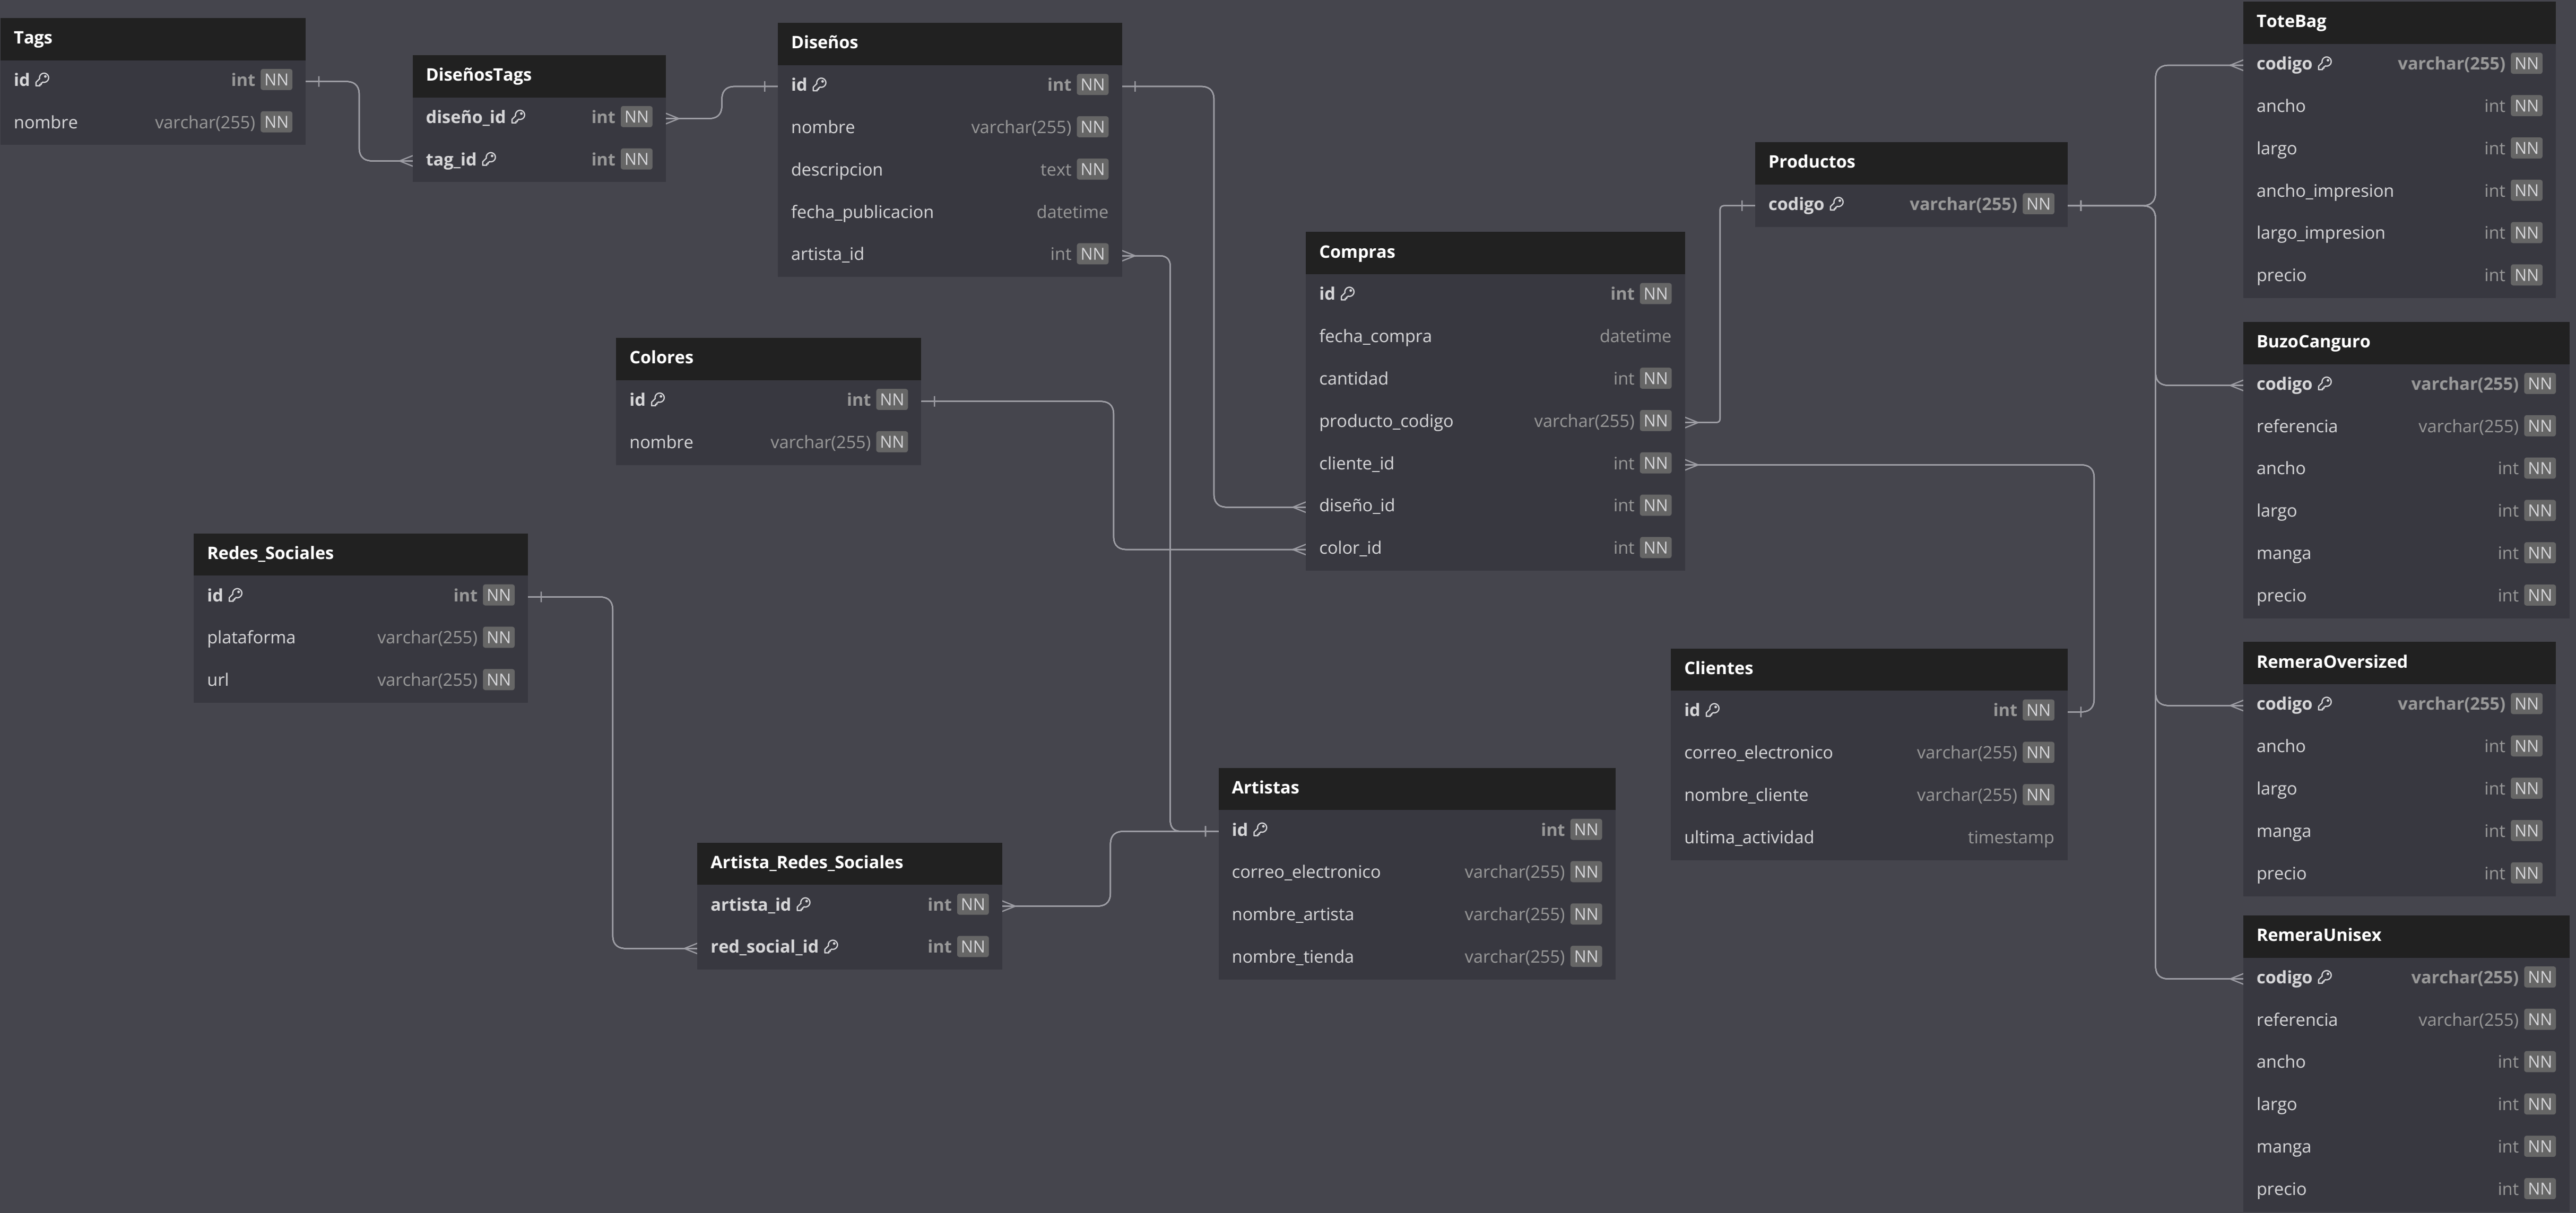 Tags
id int NN
nombre varchar(255) NN
DiseñosTags
diseño_id int NN
tag_id int NN
Diseños
id int NN
nombre varchar(255) NN
descripcion text NN
fecha_publicacion datetime
artista_id int NN
Colores
id int NN
nombre varchar(255) NN
Redes_Sociales
id int NN
plataforma varchar(255) NN
url varchar(255) NN
Artista_Redes_Sociales
artista_id int NN
red_social_id int NN
Artistas
id int NN
correo_electronico varchar(255) NN
nombre_artista varchar(255) NN
nombre_tienda varchar(255) NN
Compras
id int NN
fecha_compra datetime
cantidad int NN
producto_codigo varchar(255) NN
cliente_id int NN
diseño_id int NN
color_id int NN
Productos
codigo varchar(255) NN
Clientes
id int NN
correo_electronico varchar(255) NN
nombre_cliente varchar(255) NN
ultima_actividad timestamp
ToteBag
codigo varchar(255) NN
ancho int NN
largo int NN
ancho_impresion int NN
largo_impresion int NN
precio int NN
BuzoCanguro
codigo varchar(255) NN
referencia varchar(255) NN
ancho int NN
largo int NN
manga int NN
precio int NN
RemeraOversized
codigo varchar(255) NN
ancho int NN
largo int NN
manga int NN
precio int NN
RemeraUnisex
codigo varchar(255) NN
referencia varchar(255) NN
ancho int NN
largo int NN
manga int NN
precio int NN